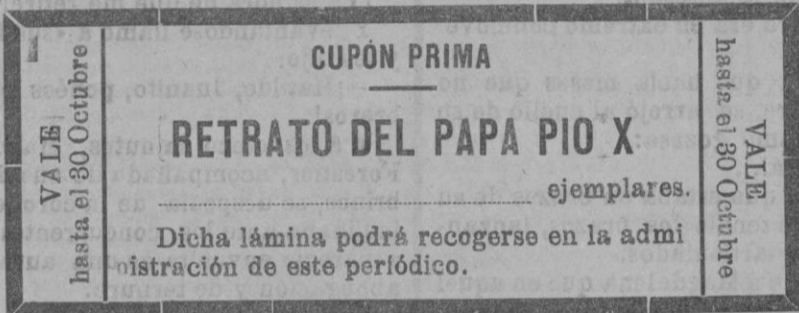 VALE
hasta el 30 Octubre
CUPÓN PRIMA
RETRATO DEL PAPA PIO X
ejemplares.
Dicha lámina podrá recogerse en la admi
nistración de este periódico.
VALE
hasta el 30 Octubre